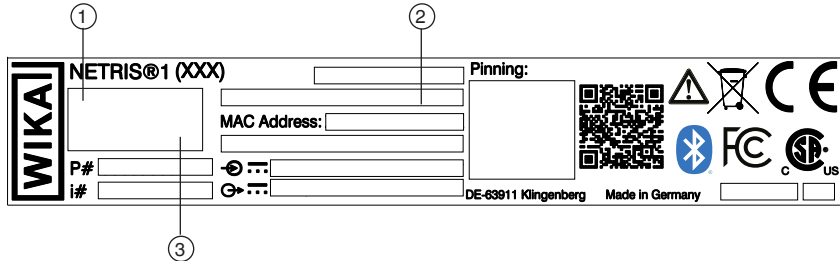 1
2
WIKA
NETRIS®1 (XXX)
Pinning:
MAC Address:
P#
i#
DE-63911 Klingenberg
Made in Germany
CE
FC
C
SA
US
3